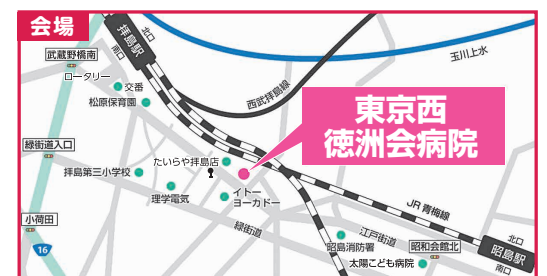 会場
拝島駅
北口
南口
武蔵野橋南
ロータリー
交番
松原保育園
西武拝島線
玉川上水
東京西
徳洲会病院
緑街道入口
拝島第三小学校
たいらや拝島店
理学電気
イトー
ヨーカドー
JR青梅線
小荷田
16
緑街道
昭島消防署
江戸街道
昭和会館北
太陽こども病院
昭島駅
北口
南口